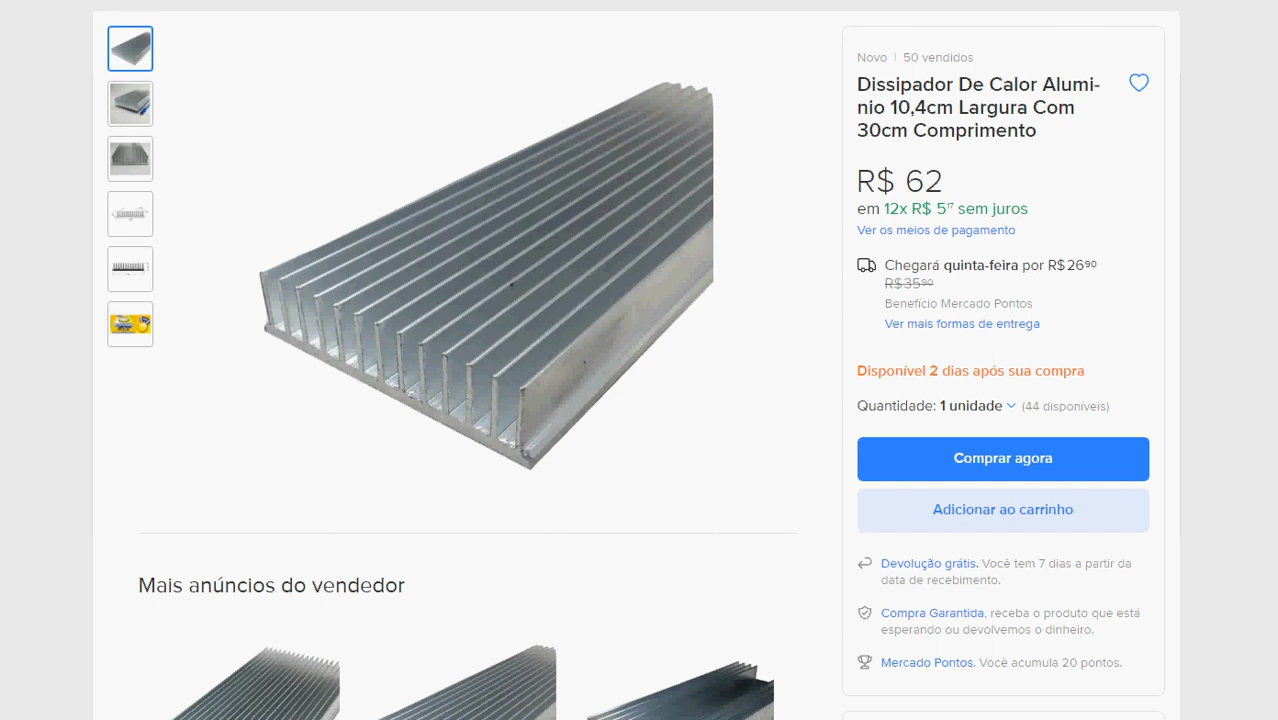 Novo | 50 vendidos
Dissipador De Calor Alumi-
nio 10,4cm Largura Com
30cm Comprimento
R$ 62
em 12x R$ 5¹⁷ sem juros
Ver os meios de pagamento
Chegará quinta-feira por R$ 26⁹⁰
R$ 35⁹⁰
Benefício Mercado Pontos
Ver mais formas de entrega
Disponível 2 dias após sua compra
Quantidade: 1 unidade (44 disponíveis)
Comprar agora
Adicionar ao carrinho
Devolução grátis. Você tem 7 dias a partir da
data de recebimento.
Compra Garantida, receba o produto que está
esperando ou devolvemos o dinheiro.
Mercado Pontos. Você acumula 20 pontos.
Mais anúncios do vendedor